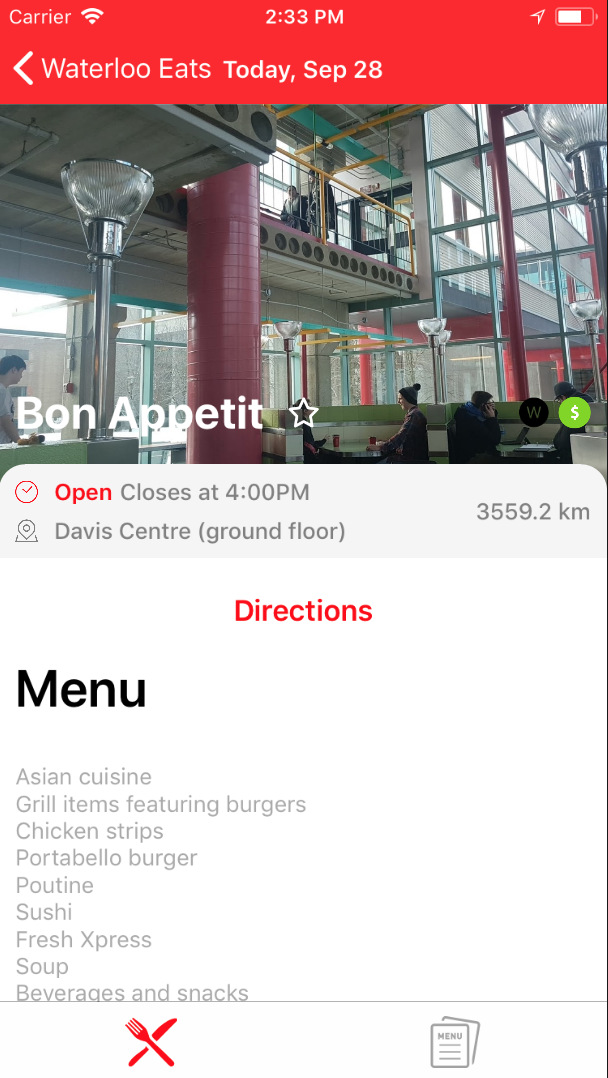 Carrier 2:33 PM
Waterloo Eats Today, Sep 28
Bon Appetit W $
Open Closes at 4:00PM
3559.2 km
Davis Centre (ground floor)
Directions
Menu
Asian cuisine
Grill items featuring burgers
Chicken strips
Portabello burger
Poutine
Sushi
Fresh Xpress
Soup
Beverages and snacks
MENU